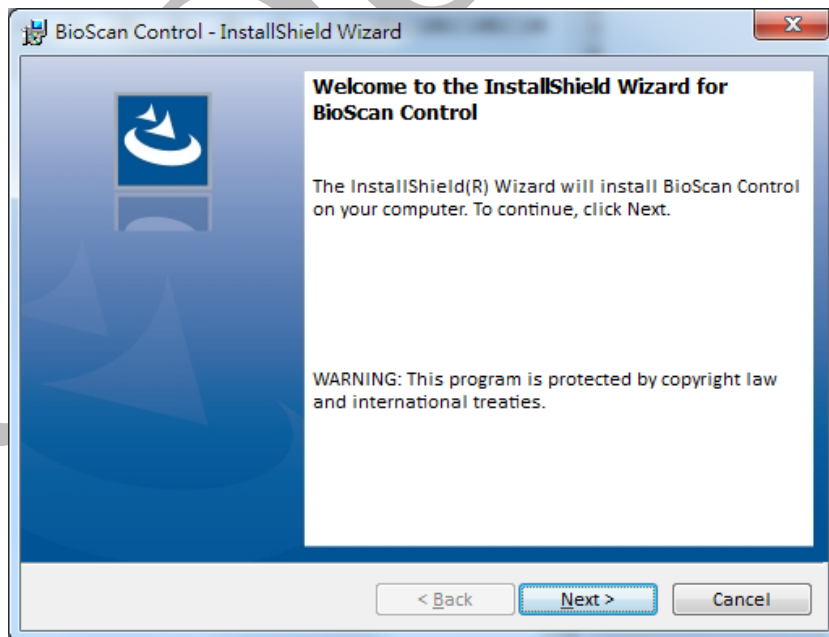 BioScan Control - InstallShield Wizard
Welcome to the InstallShield Wizard for
BioScan Control
The InstallShield(R) Wizard will install BioScan Control
on your computer. To continue, click Next.
WARNING: This program is protected by copyright law
and international treaties.
< Back
Next >
Cancel